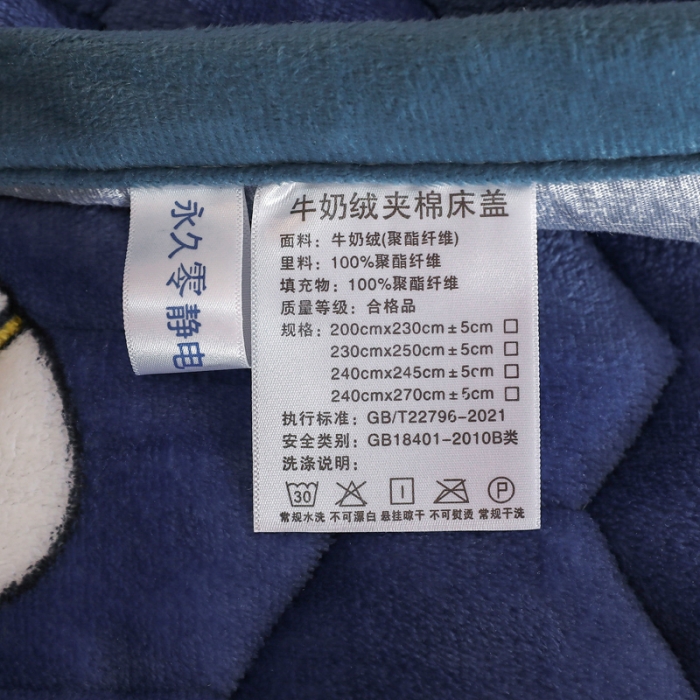 永久零静电
牛奶绒夹棉床盖
面料：牛奶绒(聚酯纤维)
里料：100%聚酯纤维
填充物：100%聚酯纤维
质量等级：合格品
规格：200cmx230cm±5cm □
230cmx250cm±5cm □
240cmx245cm±5cm □
240cmx270cm±5cm □
执行标准：GB/T22796-2021
安全类别：GB18401-2010B类
洗涤说明：
30 P
常规水洗 不可漂白 悬挂晾干 不可熨烫 常规干洗